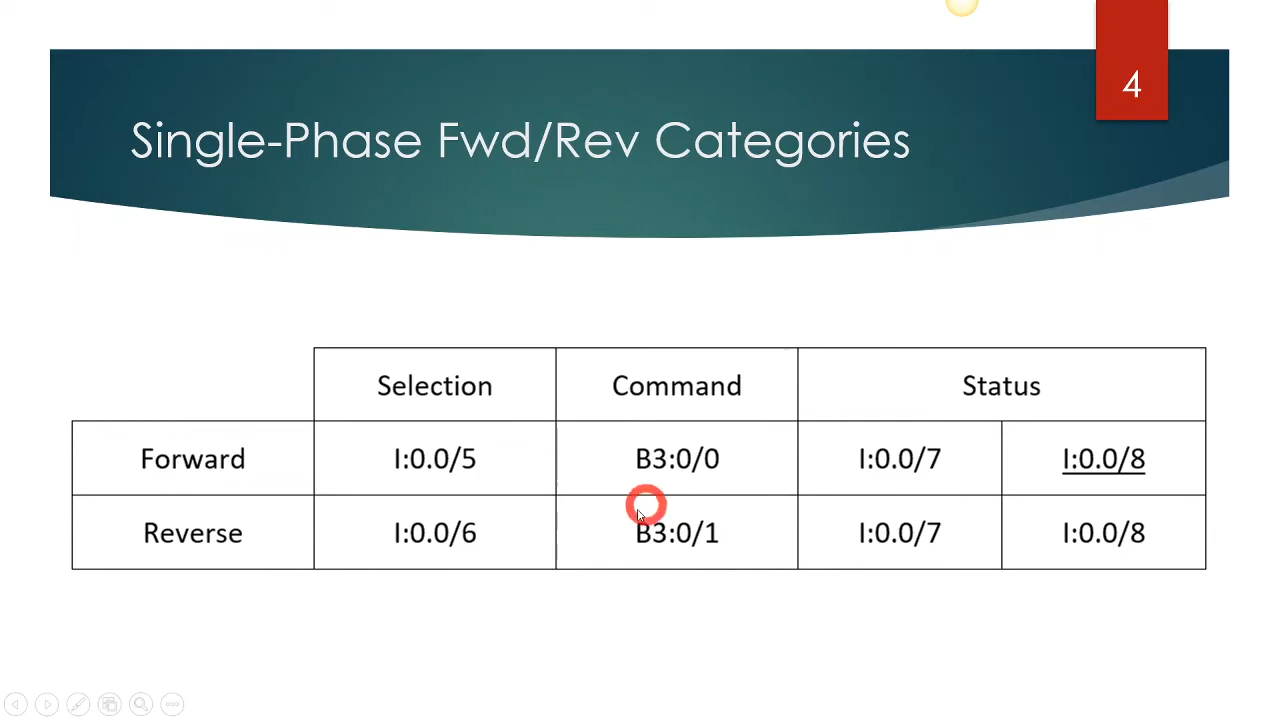 4
Single-Phase Fwd/Rev Categories
Selection Command Status
Forward I:0.0/5 B3:0/0 I:0.0/7 I:0.0/8
Reverse I:0.0/6 B3:0/1 I:0.0/7 I:0.0/8